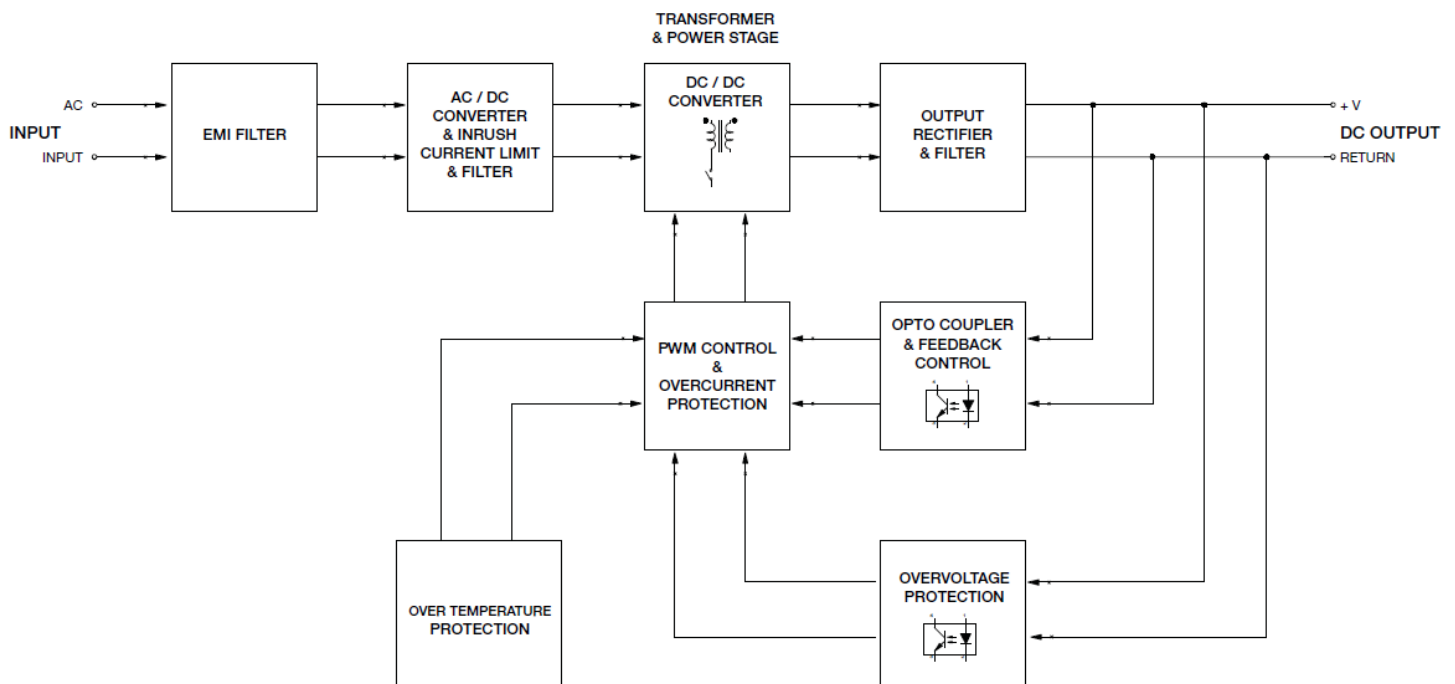 TRANSFORMER
& POWER STAGE
AC
INPUT
INPUT
EMI FILTER
AC / DC
CONVERTER
& INRUSH
CURRENT LIMIT
& FILTER
DC / DC
CONVERTER
OUTPUT
RECTIFIER
& FILTER
+ V
DC OUTPUT
RETURN
PWM CONTROL
&
OVERCURRENT
PROTECTION
OPTO COUPLER
& FEEDBACK
CONTROL
OVER TEMPERATURE
PROTECTION
OVERVOLTAGE
PROTECTION